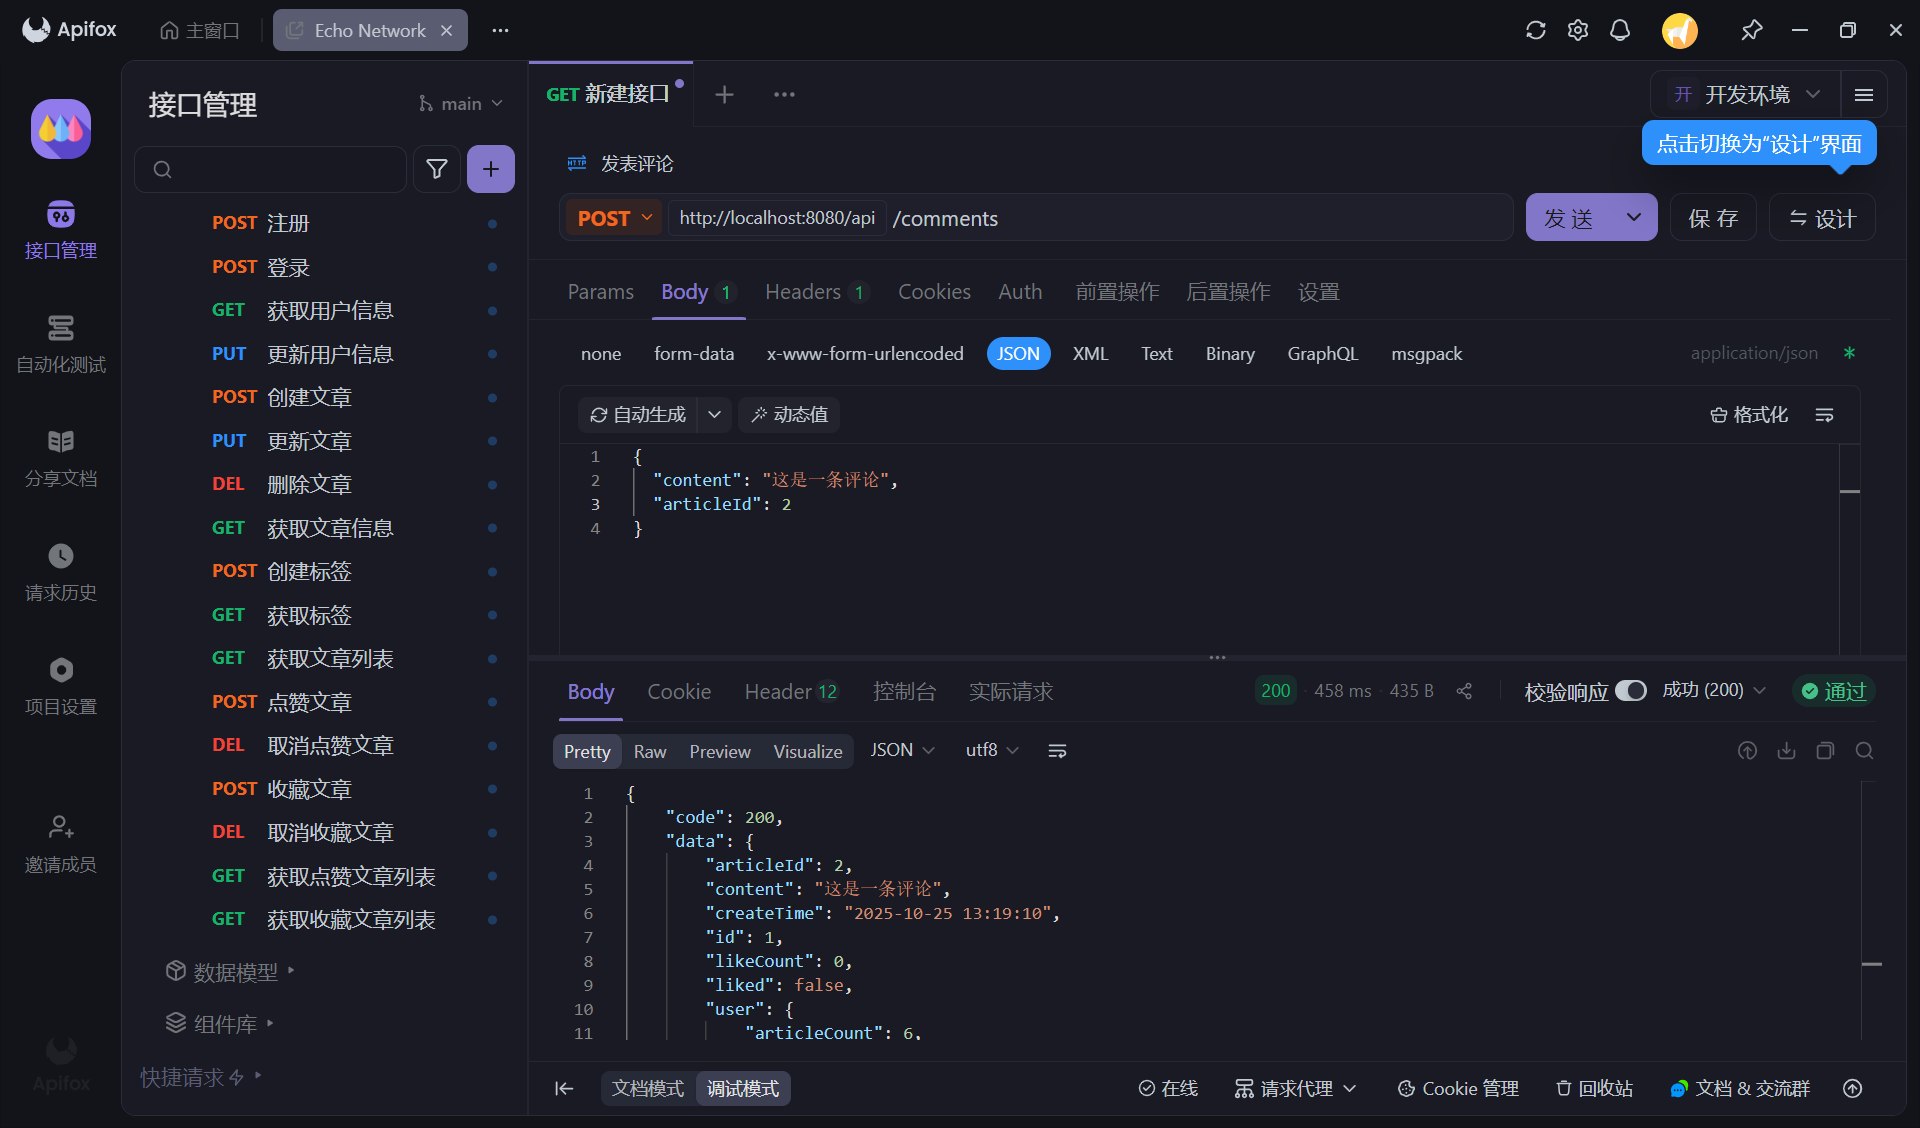 Apifox
主窗口
Echo Network
GET 新建接口
开 开发环境
点击切换为“设计”界面
接口管理
main
接口管理
自动化测试
分享文档
请求历史
项目设置
邀请成员
Apifox
POST 注册
POST 登录
GET 获取用户信息
PUT 更新用户信息
POST 创建文章
PUT 更新文章
DEL 删除文章
GET 获取文章信息
POST 创建标签
GET 获取标签
GET 获取文章列表
POST 点赞文章
DEL 取消点赞文章
POST 收藏文章
DEL 取消收藏文章
GET 获取点赞文章列表
GET 获取收藏文章列表
数据模型
组件库
快捷请求
HTTP 发表评论
POST http://localhost:8080/api /comments
发 送
保 存
设计
Params Body 1 Headers 1 Cookies Auth 前置操作 后置操作 设置
none form-data x-www-form-urlencoded JSON XML Text Binary GraphQL msgpack application/json *
自动生成 动态值 格式化
1 {
2 "content": "这是一条评论",
3 "articleId": 2
4 }
Body Cookie Header 12 控制台 实际请求 200 · 458 ms · 435 B 校验响应 成功 (200) 通过
Pretty Raw Preview Visualize JSON utf8
1 {
2 "code": 200,
3 "data": {
4 "articleId": 2,
5 "content": "这是一条评论",
6 "createTime": "2025-10-25 13:19:10",
7 "id": 1,
8 "likeCount": 0,
9 "liked": false,
10 "user": {
11 "articleCount": 6,
文档模式 调试模式 在线 请求代理 Cookie 管理 回收站 文档 & 交流群